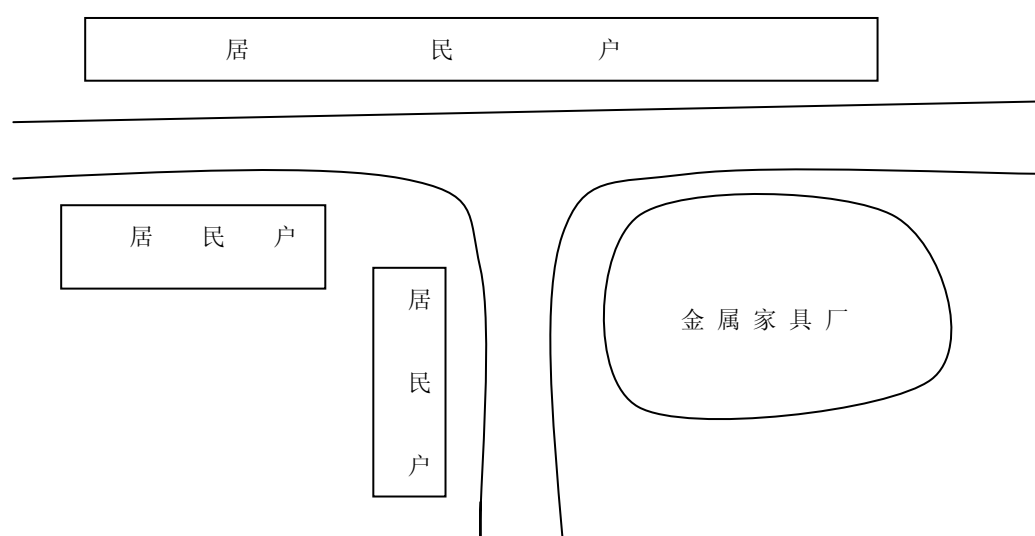 居 民 户
居 民 户
居
民
户
金 属 家 具 厂